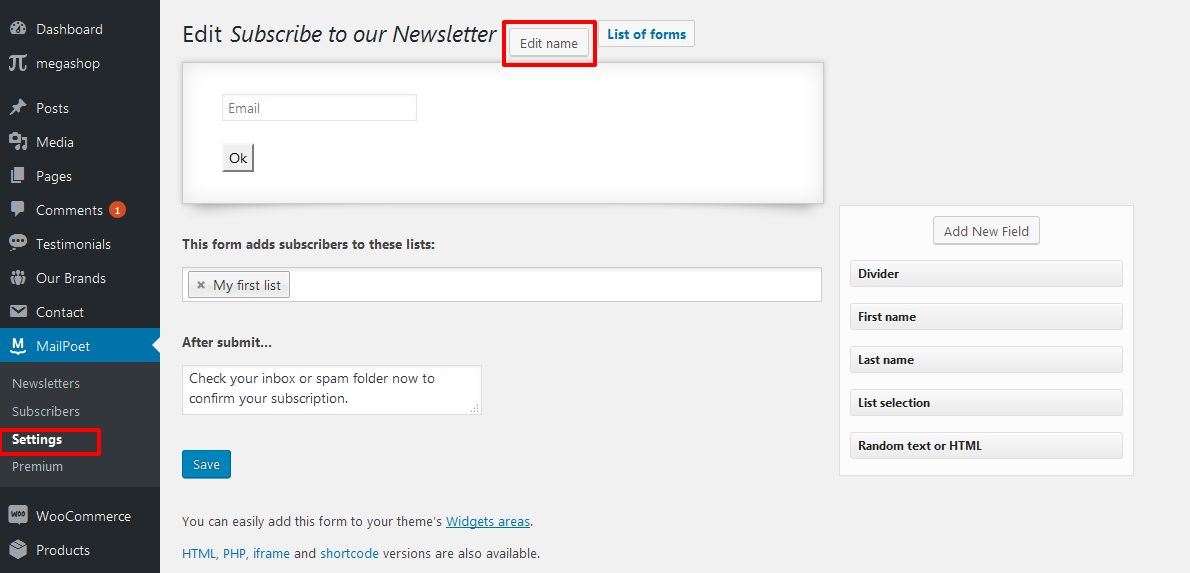 Dashboard
megashop
Posts
Media
Pages
Comments 1
Testimonials
Our Brands
Contact
M MailPoet
Newsletters
Subscribers
Settings
Premium
Woo WooCommerce
Products
Edit Subscribe to our Newsletter Edit name List of forms
Email
Ok
This form adds subscribers to these lists:
× My first list
After submit...
Check your inbox or spam folder now to
confirm your subscription.
Save
You can easily add this form to your theme's Widgets areas.
HTML, PHP, iframe and shortcode versions are also available.
Add New Field
Divider
First name
Last name
List selection
Random text or HTML